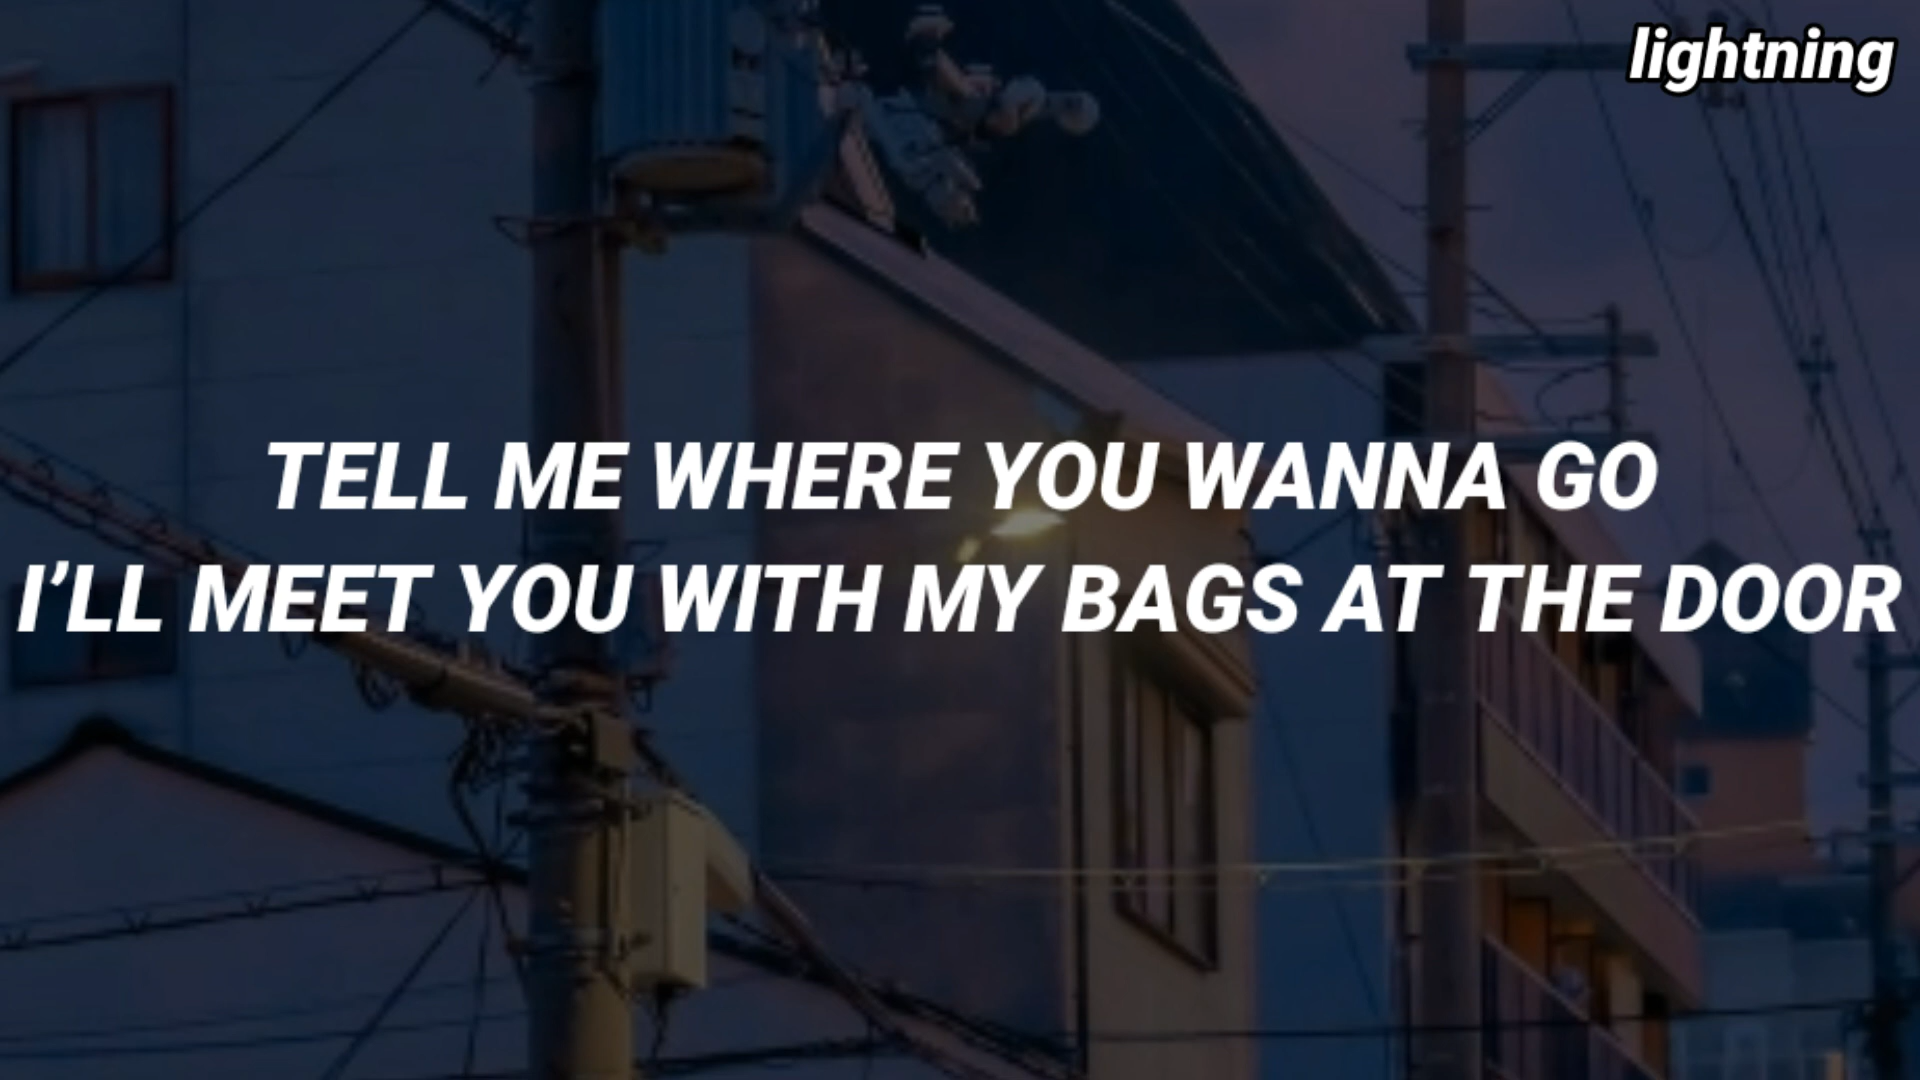 lightning
TELL ME WHERE YOU WANNA GO
I’LL MEET YOU WITH MY BAGS AT THE DOOR